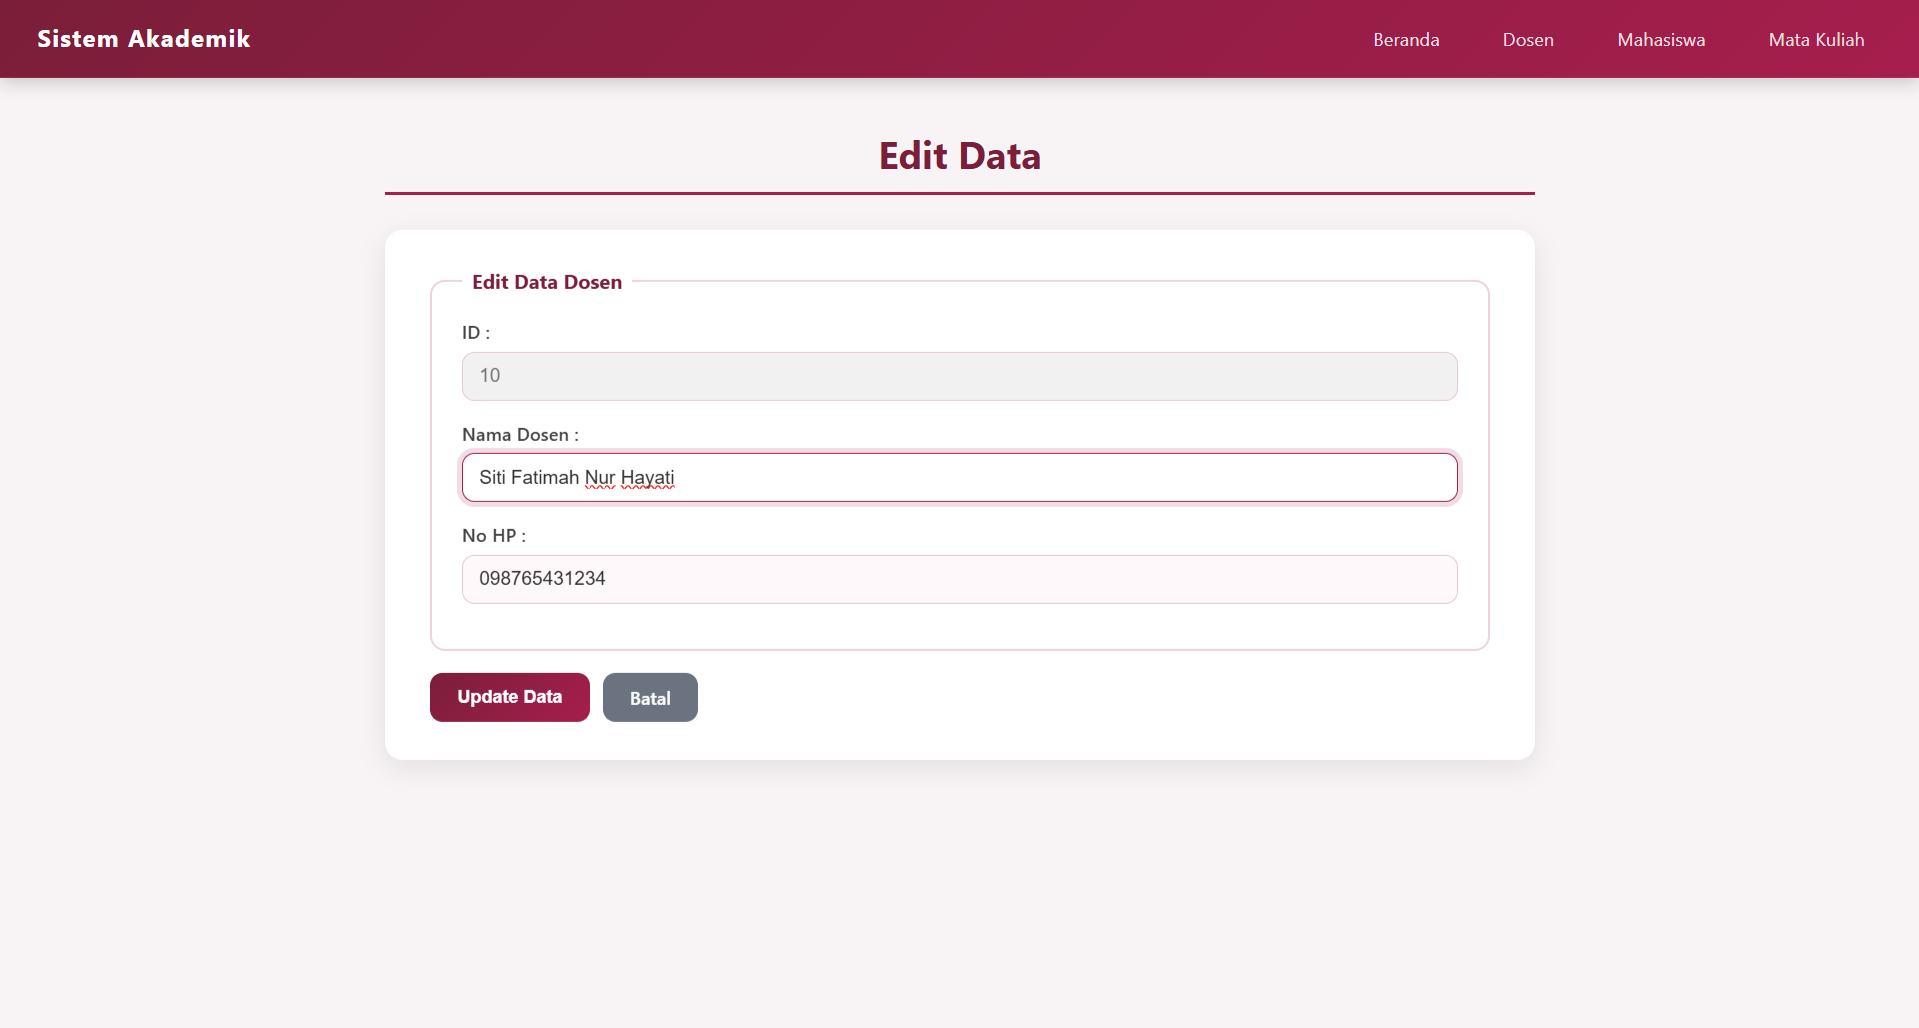 Sistem Akademik
Beranda Dosen Mahasiswa Mata Kuliah
Edit Data
Edit Data Dosen
ID :
10
Nama Dosen :
Siti Fatimah Nur Hayati
No HP :
098765431234
Update Data Batal